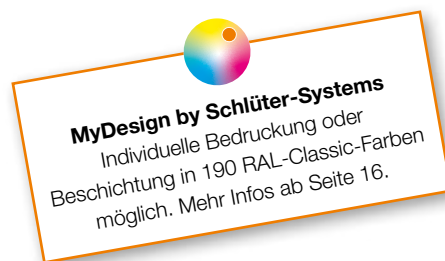 MyDesign by Schlüter-Systems
Individuelle Bedruckung oder
Beschichtung in 190 RAL-Classic-Farben
möglich. Mehr Infos ab Seite 16.